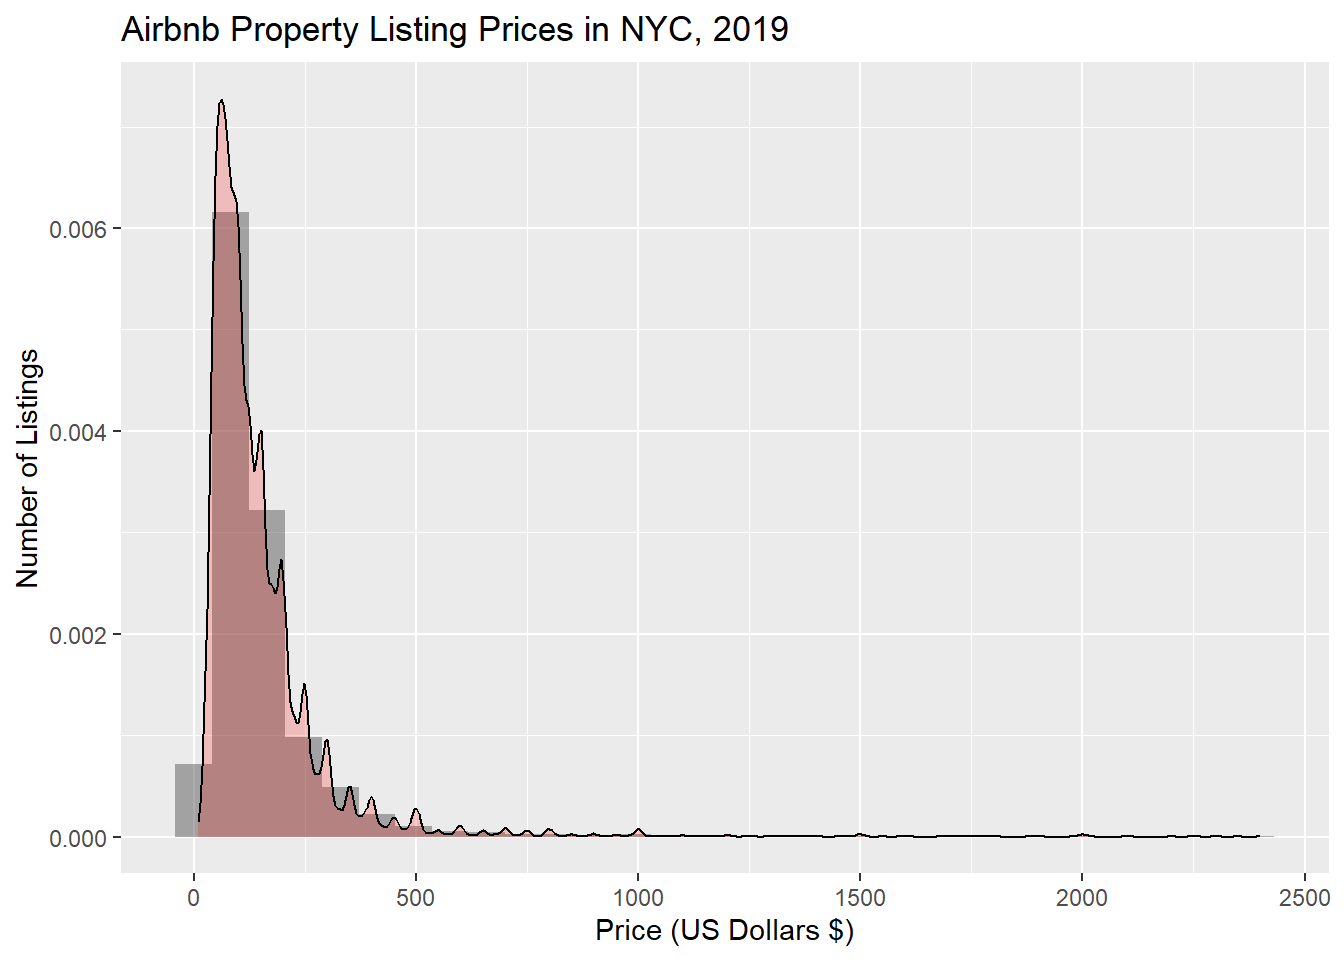 Airbnb Property Listing Prices in NYC, 2019
Number of Listings
0.006
0.004
0.002
0.000
0 500 1000 1500 2000 2500
Price (US Dollars $)